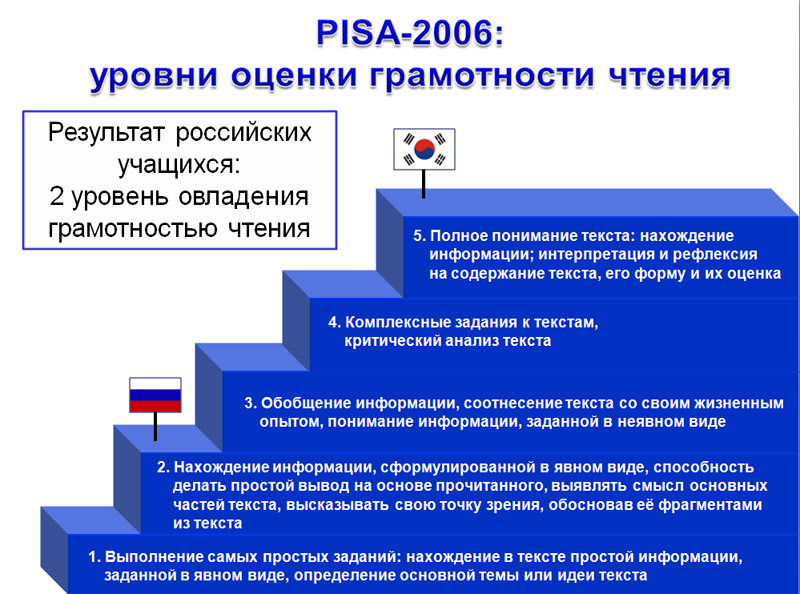 PISA-2006:
уровни оценки грамотности чтения
Результат российских
учащихся:
2 уровень овладения
грамотностью чтения
5. Полное понимание текста: нахождение
информации; интерпретация и рефлексия
на содержание текста, его форму и их оценка
4. Комплексные задания к текстам,
критический анализ текста
3. Обобщение информации, соотнесение текста со своим жизненным
опытом, понимание информации, заданной в неявном виде
2. Нахождение информации, сформулированной в явном виде, способность
делать простой вывод на основе прочитанного, выявлять смысл основных
частей текста, высказывать свою точку зрения, обосновав её фрагментами
из текста
1. Выполнение самых простых заданий: нахождение в тексте простой информации,
заданной в явном виде, определение основной темы или идеи текста